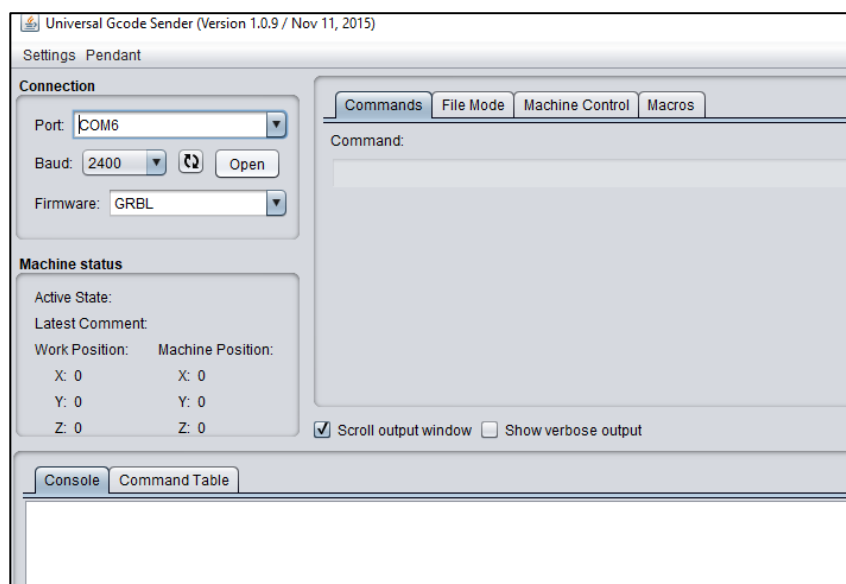 Universal Gcode Sender (Version 1.0.9 / Nov 11, 2015)
Settings Pendant
Connection
Port: COM6
Baud: 2400 Open
Firmware: GRBL
Machine status
Active State:
Latest Comment:
Work Position: Machine Position:
X: 0 X: 0
Y: 0 Y: 0
Z: 0 Z: 0
Commands File Mode Machine Control Macros
Command:
Scroll output window Show verbose output
Console Command Table